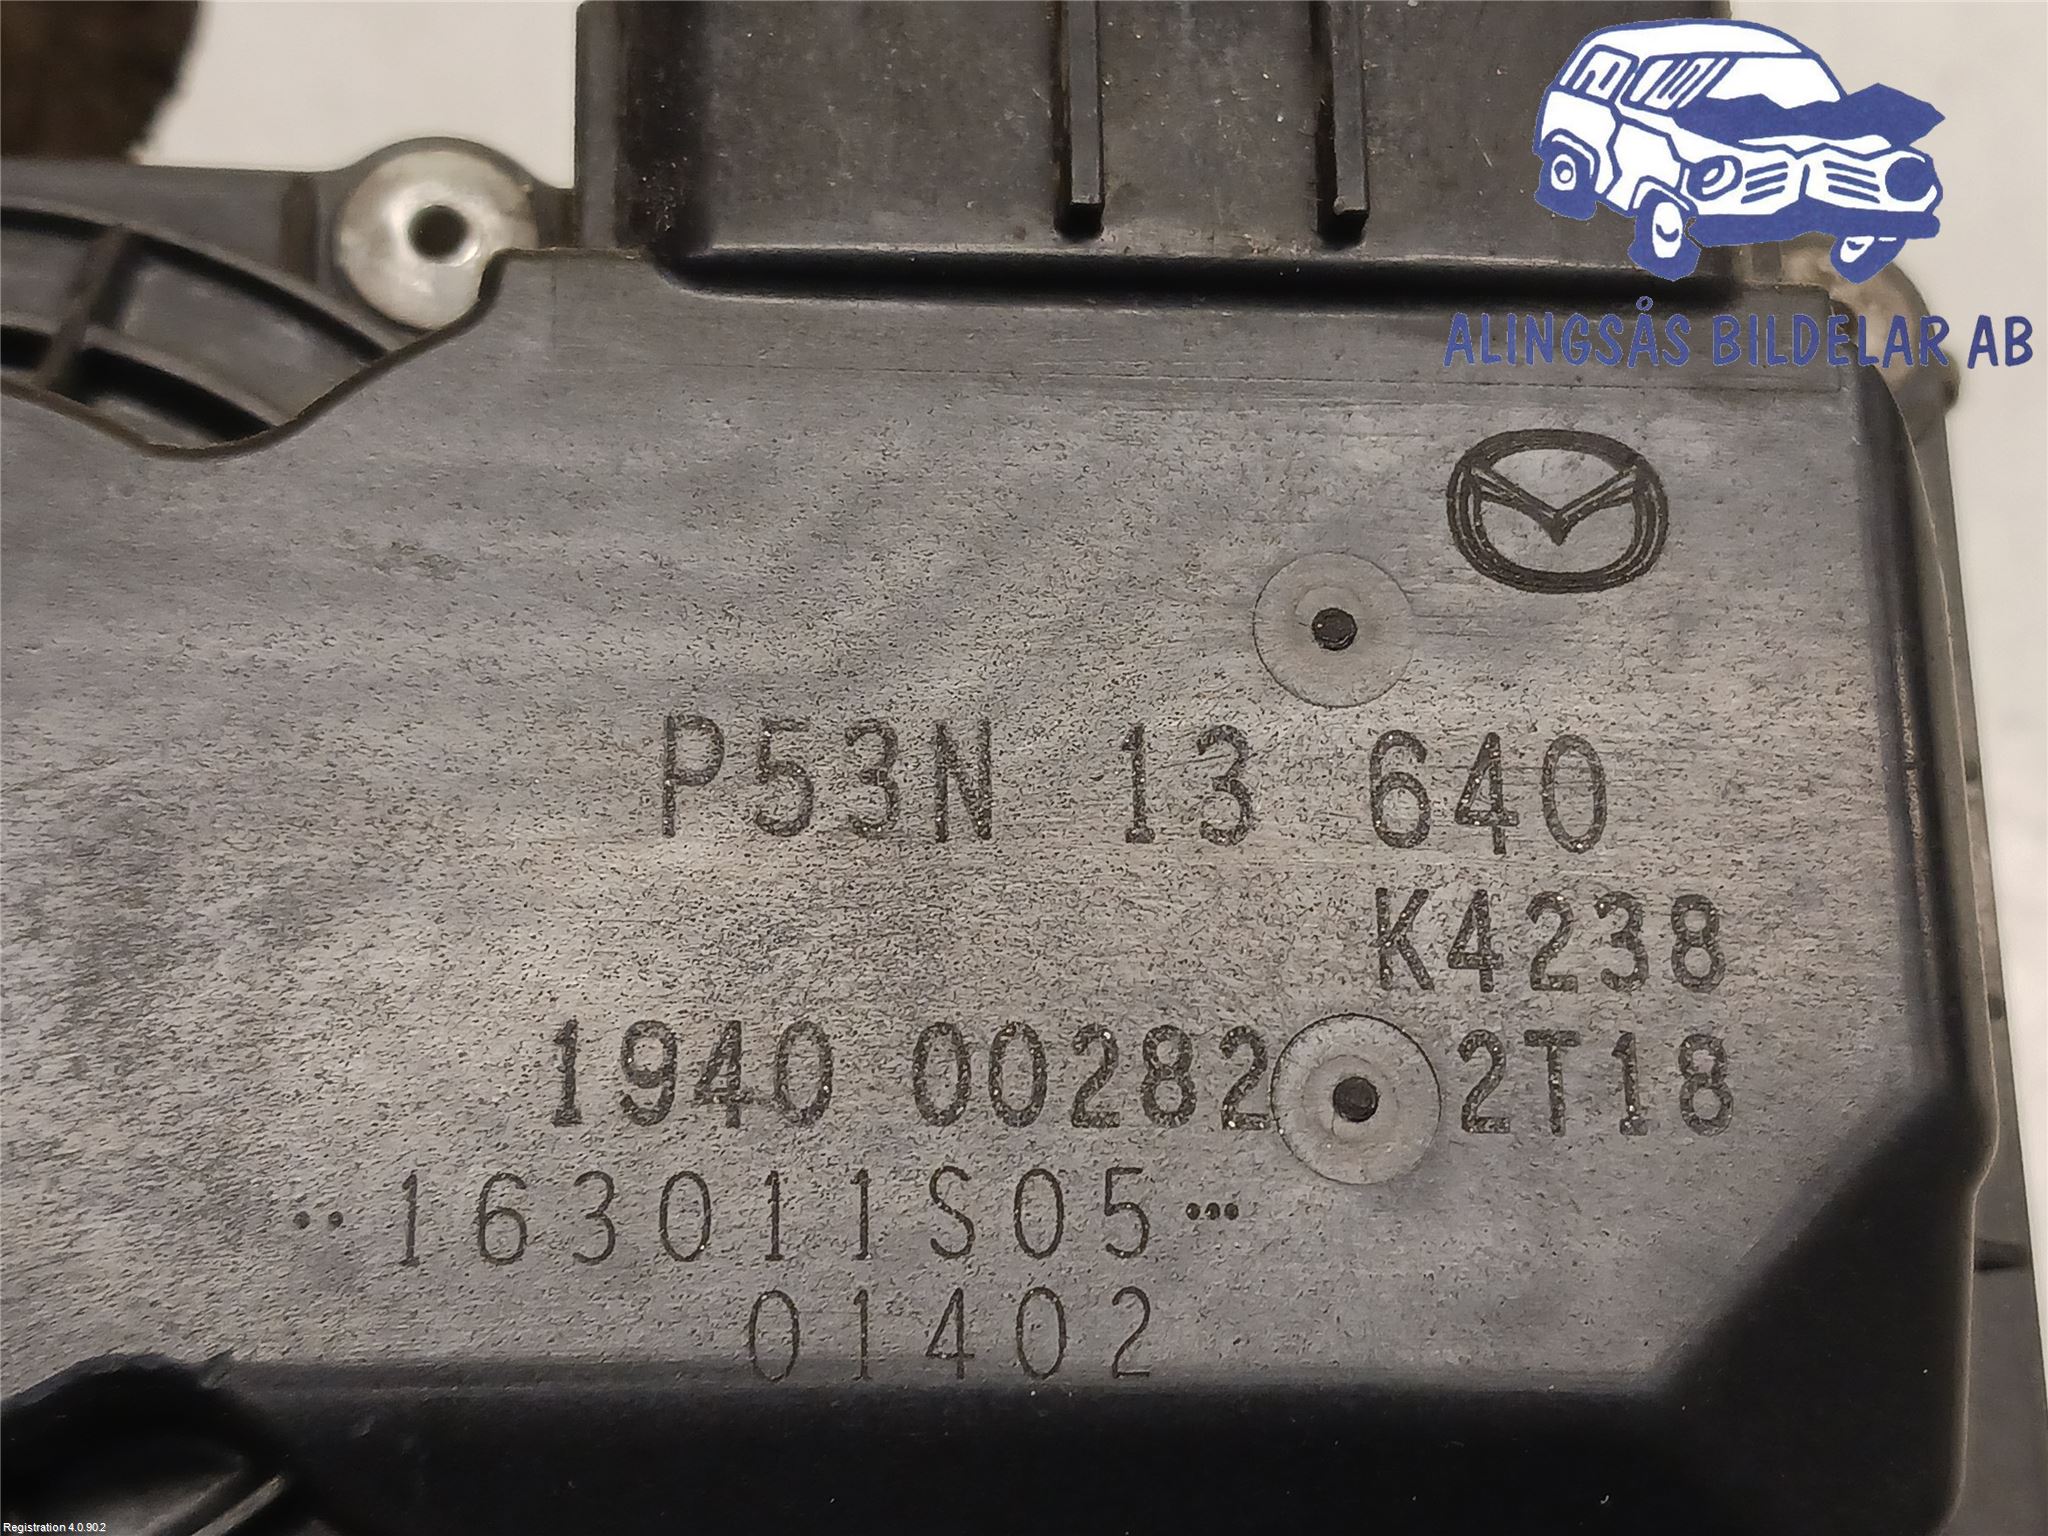 ALINGSÅS BILDELAR AB
P53N 13 640
K4238
1940 00282 2T18
··163011S05···
01402
Registration 4.0.90.2